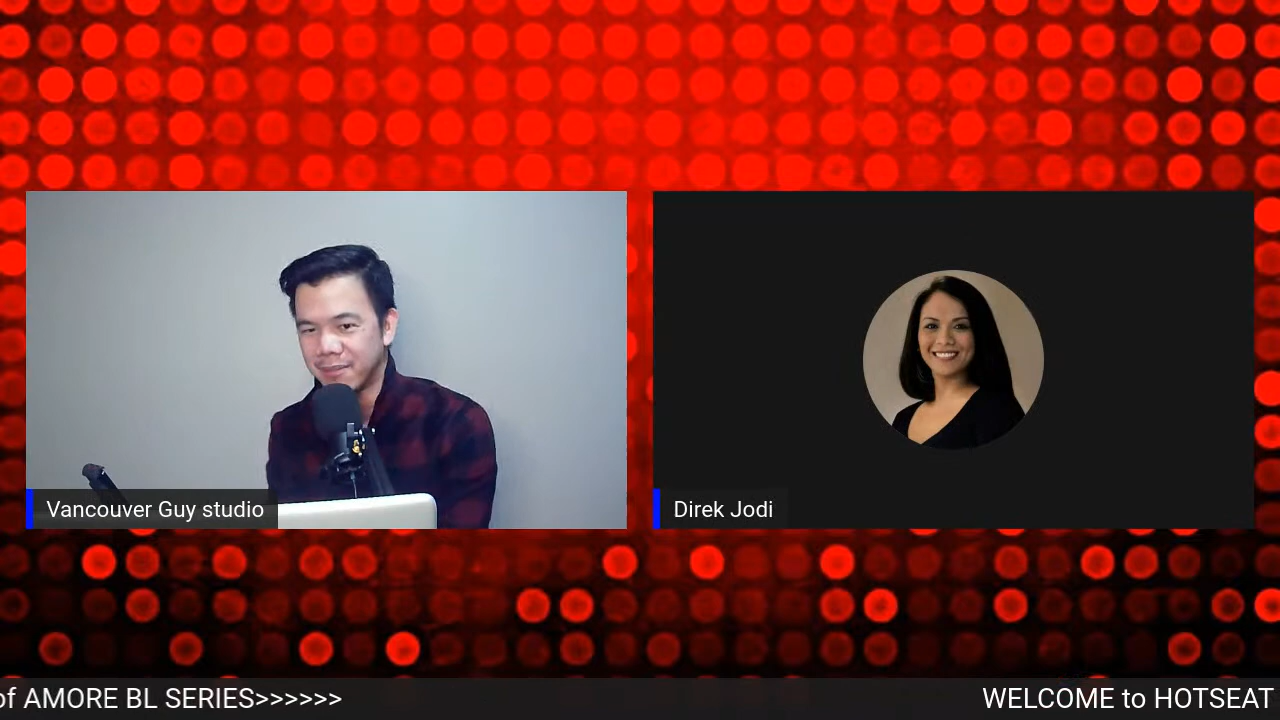 Vancouver Guy studio
Direk Jodi
of AMORE BL SERIES>>>>>> WELCOME to HOTSEAT